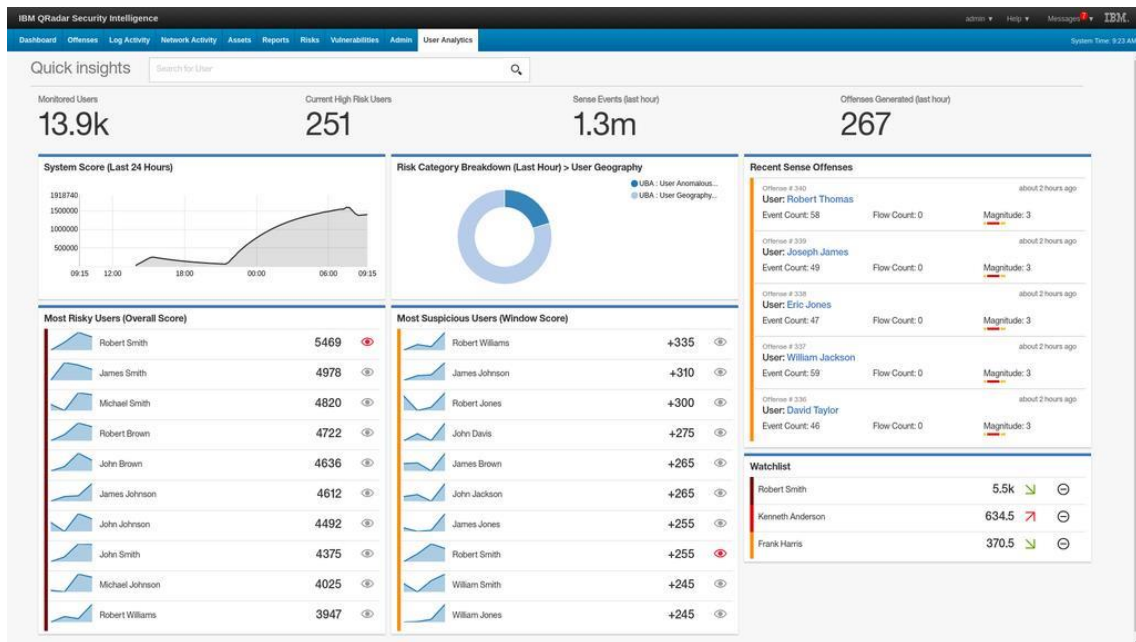 IBM QRadar Security Intelligence
admin ▼ Help ▼ Messages 7 ▼ IBM.
Dashboard Offenses Log Activity Network Activity Assets Reports Risks Vulnerabilities Admin User Analytics
System Time: 9:23 AM
Quick insights
Search for User
Monitored Users
13.9k
Current High Risk Users
251
Sense Events (last hour)
1.3m
Offenses Generated (last hour)
267
System Score (Last 24 Hours)
1918740
1500000
1000000
500000
09:15 12:00 18:00 00:00 06:00 09:15
Risk Category Breakdown (Last Hour) > User Geography
UBA : User Anomalous...
UBA : User Geography...
Recent Sense Offenses
Offense # 340 about 2 hours ago
User: Robert Thomas
Event Count: 58 Flow Count: 0 Magnitude: 3
Offense # 339 about 2 hours ago
User: Joseph James
Event Count: 49 Flow Count: 0 Magnitude: 3
Offense # 338 about 2 hours ago
User: Eric Jones
Event Count: 47 Flow Count: 0 Magnitude: 3
Offense # 337 about 2 hours ago
User: William Jackson
Event Count: 59 Flow Count: 0 Magnitude: 3
Offense # 336 about 2 hours ago
User: David Taylor
Event Count: 46 Flow Count: 0 Magnitude: 3
Most Risky Users (Overall Score)
Robert Smith 5469
James Smith 4978
Michael Smith 4820
Robert Brown 4722
John Brown 4636
James Johnson 4612
John Johnson 4492
John Smith 4375
Michael Johnson 4025
Robert Williams 3947
Most Suspicious Users (Window Score)
Robert Williams +335
James Johnson +310
Robert Jones +300
John Davis +275
James Brown +265
John Jackson +265
James Jones +255
Robert Smith +255
William Smith +245
William Jones +245
Watchlist
Robert Smith 5.5k
Kenneth Anderson 634.5
Frank Harris 370.5